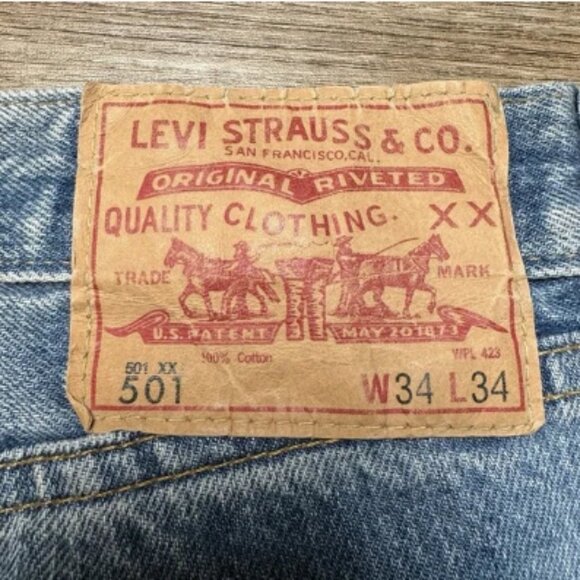 LEVI STRAUSS & CO.
SAN FRANCISCO, CAL.
ORIGINAL RIVETED
QUALITY CLOTHING. XX
TRADE MARK
U.S. PATENT MAY 20 1873
100% Cotton WPL 423
501 XX
501 W34 L34